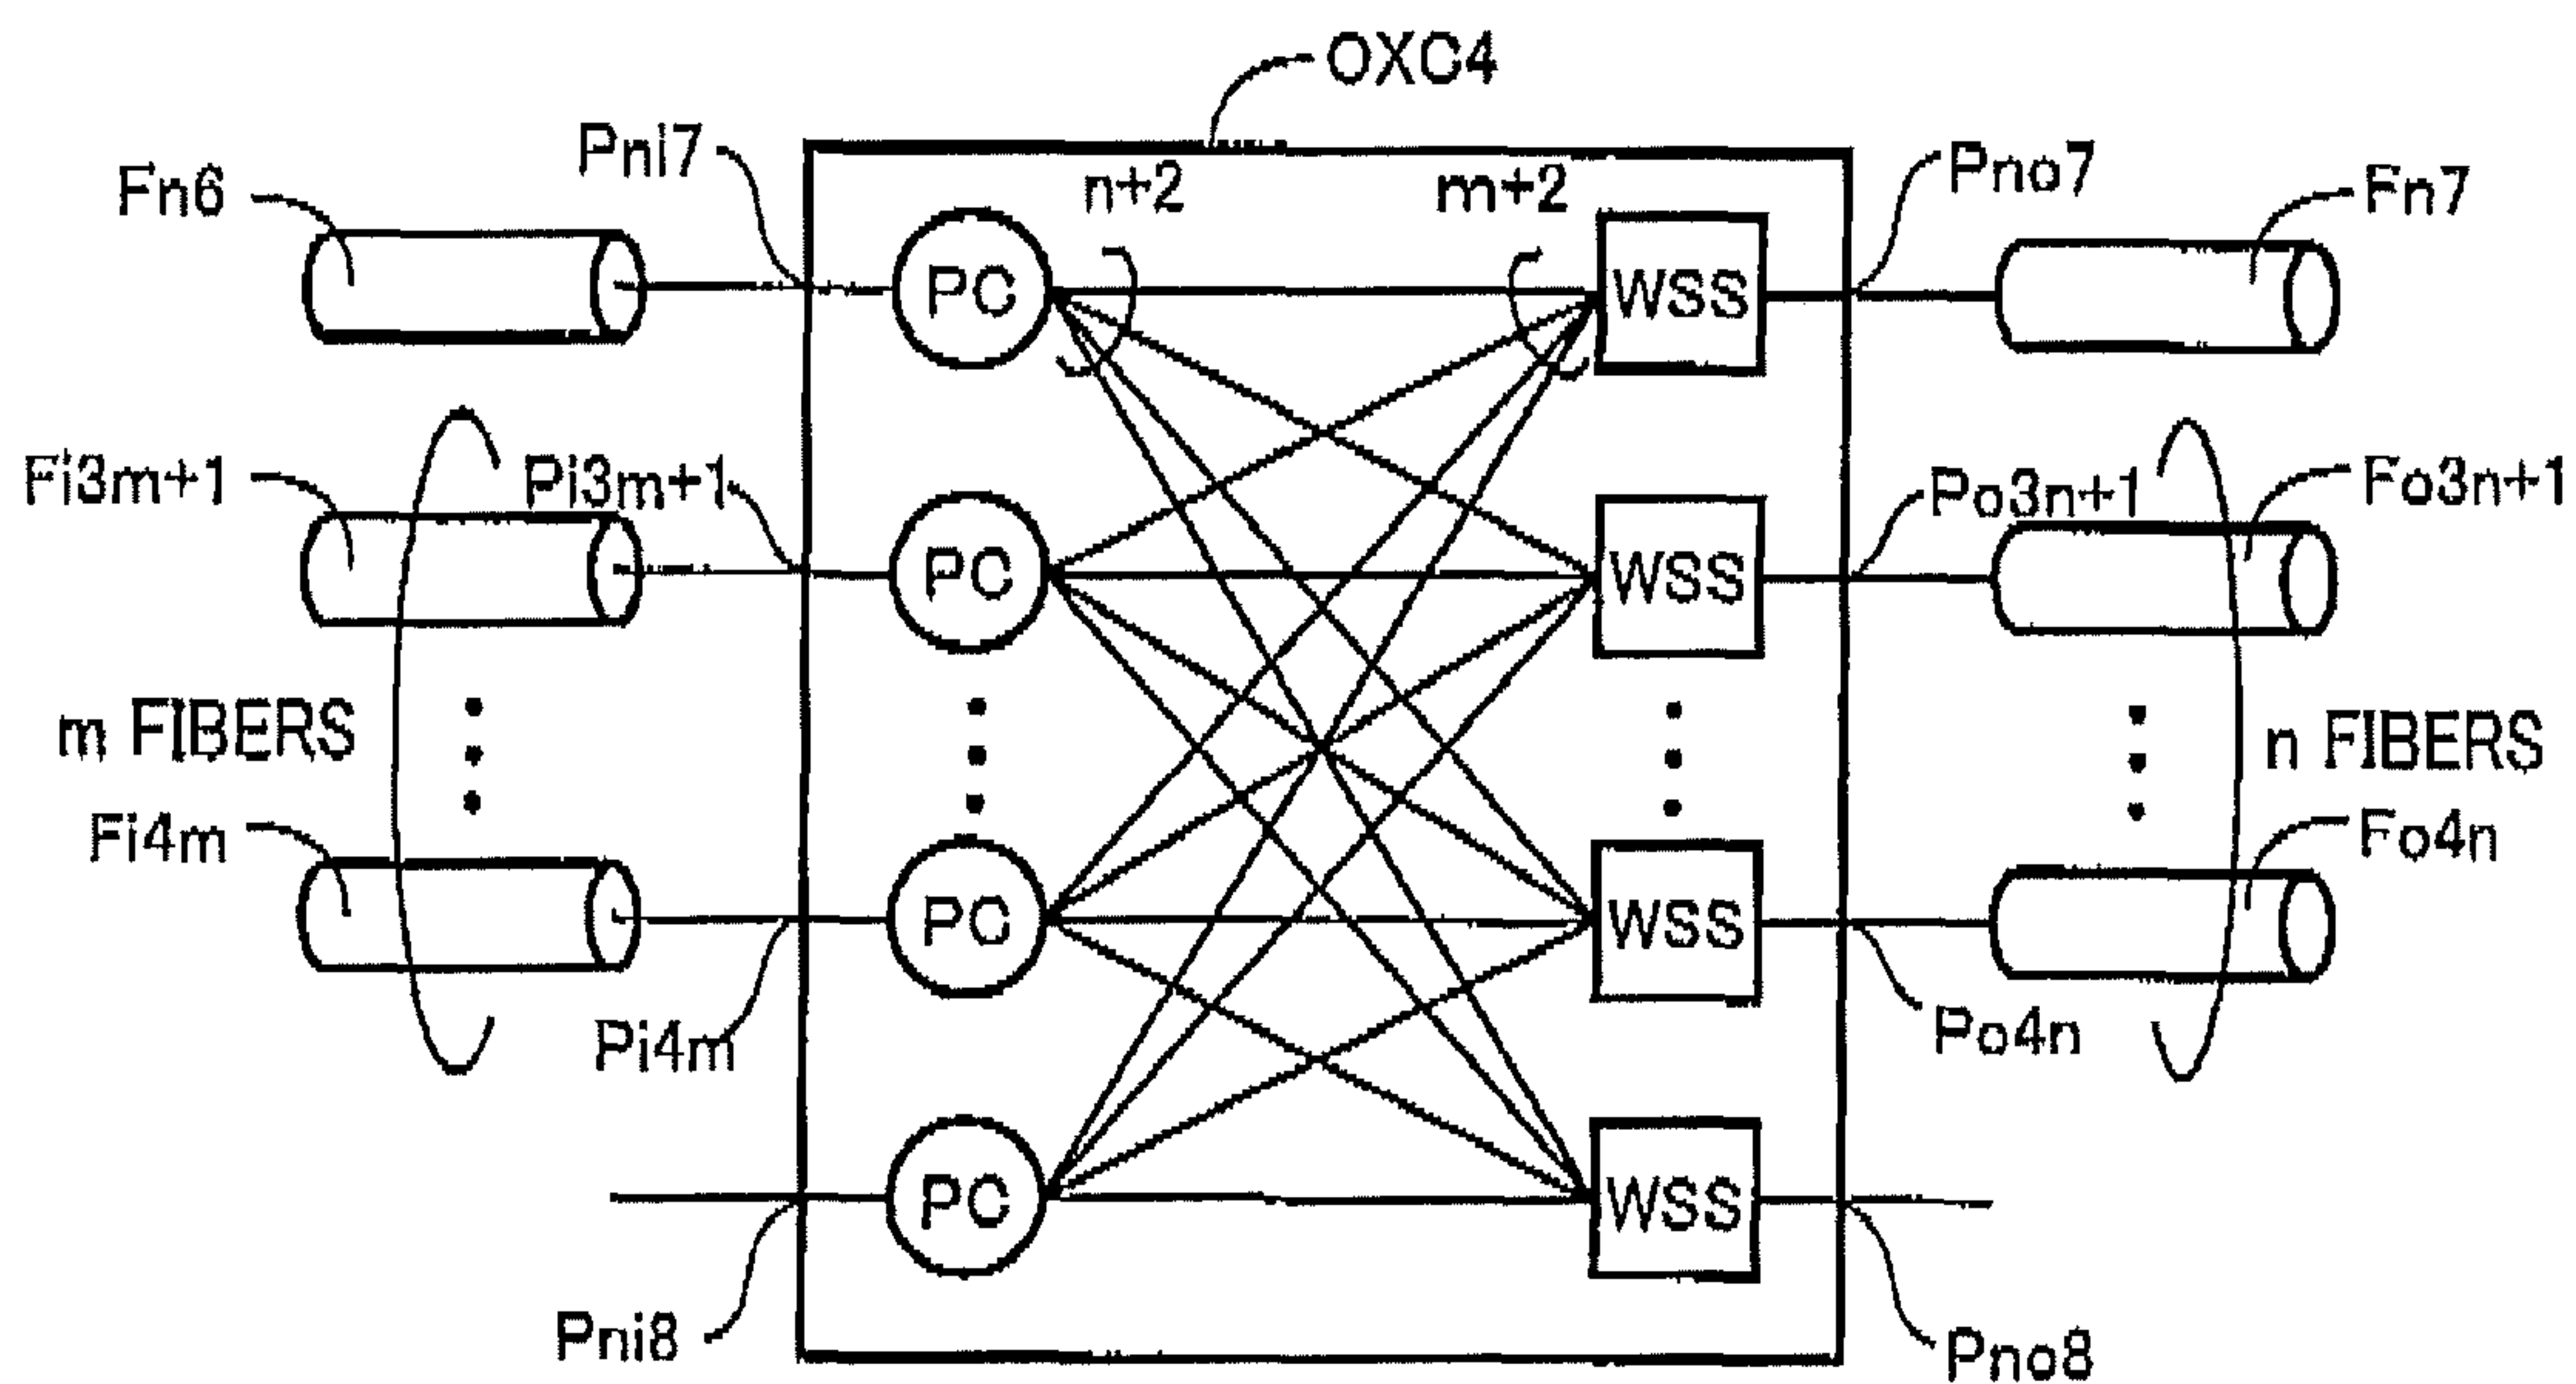 OXC4
Pni7
n+2
m+2
Pno7
Fn6
Fn7
PC
WSS
Fi3m+1
Pi3m+1
Po3n+1
Fo3n+1
PC
WSS
m FIBERS
n FIBERS
Fi4m
Fo4n
PC
WSS
Pi4m
Po4n
PC
WSS
Pni8
Pno8